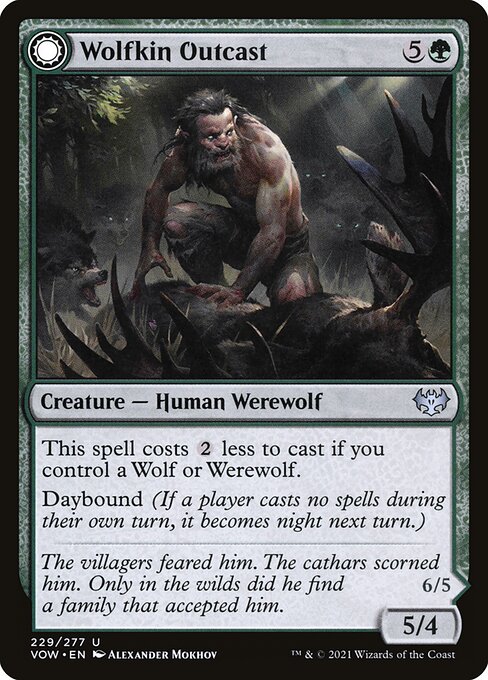 Wolfkin Outcast 5
Creature — Human Werewolf
This spell costs 2 less to cast if you
control a Wolf or Werewolf.
Daybound (If a player casts no spells during
their own turn, it becomes night next turn.)
The villagers feared him. The cathars scorned
him. Only in the wilds did he find
a family that accepted him.
6/5
5/4
229/277 U
VOW • EN Alexander Mokhov
™ & © 2021 Wizards of the Coast